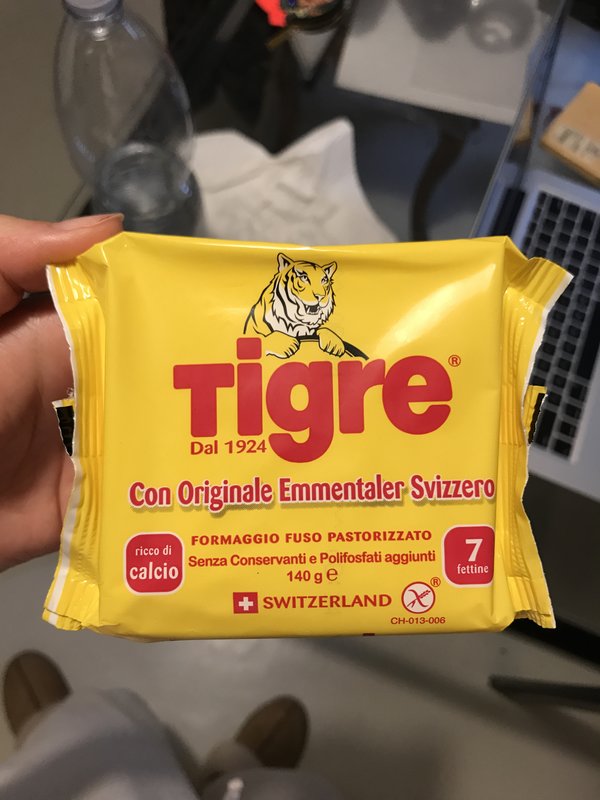 Tigre®
Dal 1924
Con Originale Emmentaler Svizzero
ricco di
calcio
FORMAGGIO FUSO PASTORIZZATO
Senza Conservanti e Polifosfati aggiunti
140 g ℮
7
fettine
SWITZERLAND
®
CH-013-006